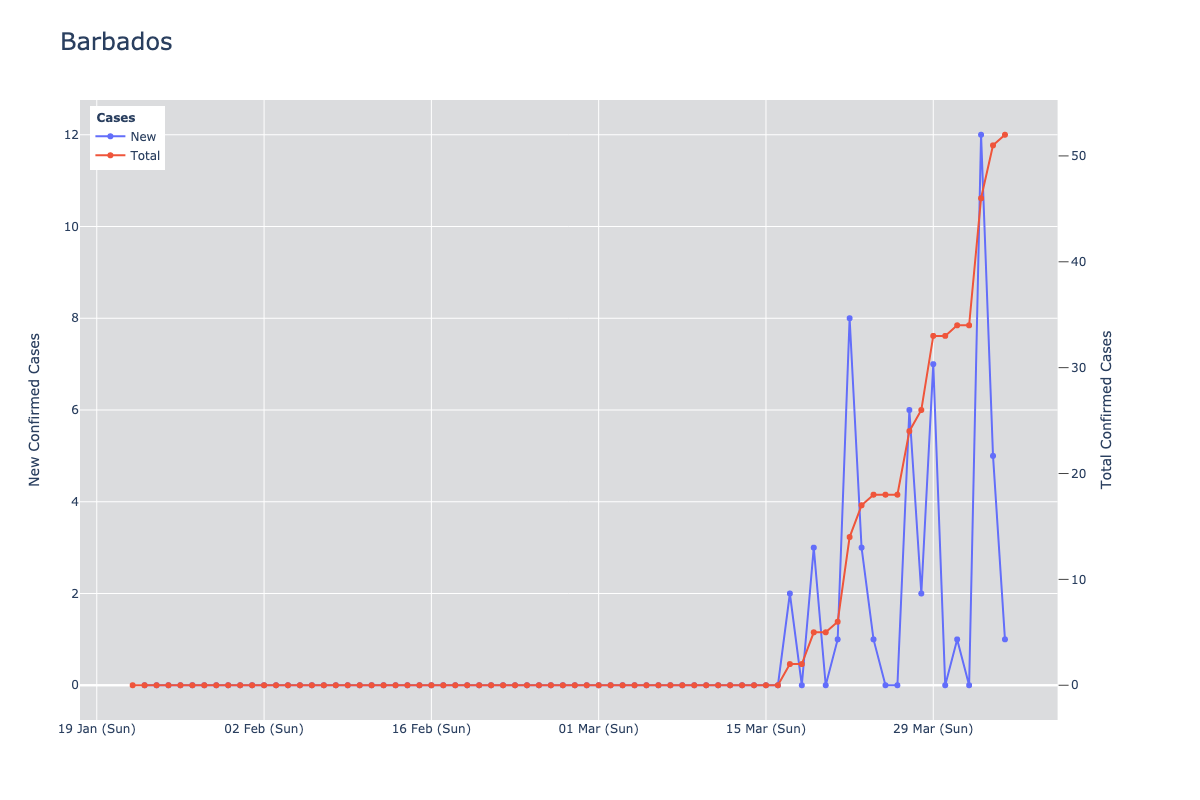 Barbados
Cases
New
Total
12
10
8
6
4
2
0
50
40
30
20
10
0
New Confirmed Cases
Total Confirmed Cases
19 Jan (Sun)
02 Feb (Sun)
16 Feb (Sun)
01 Mar (Sun)
15 Mar (Sun)
29 Mar (Sun)